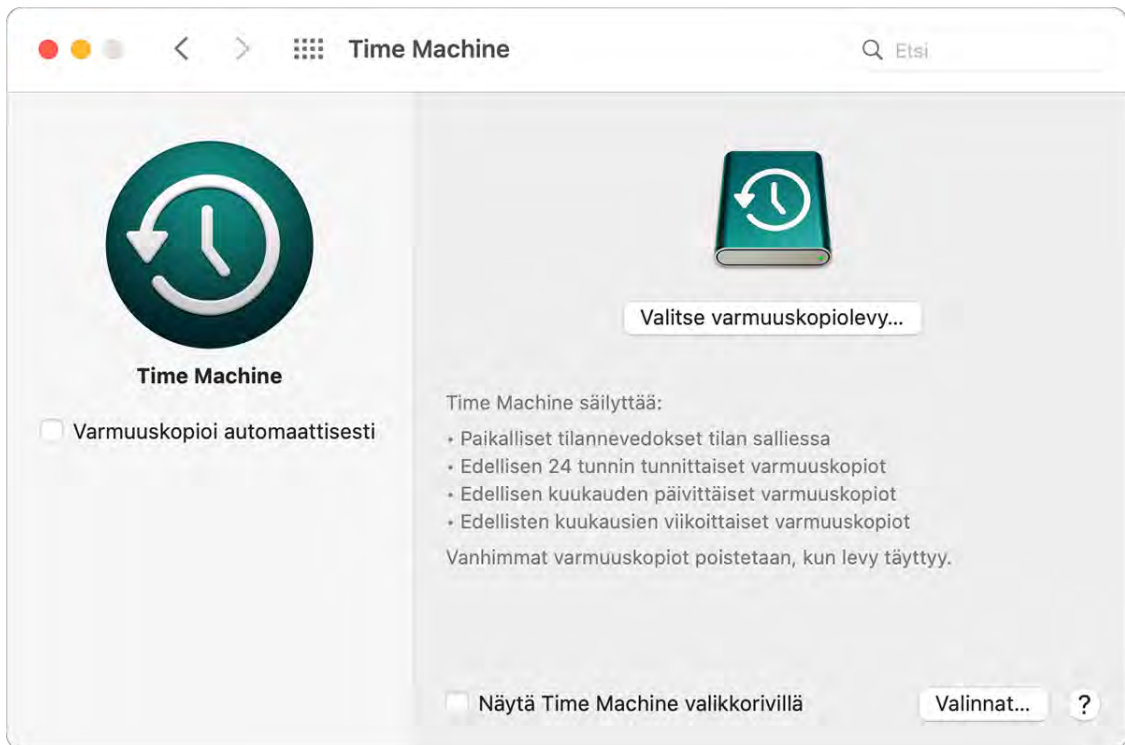 Time Machine
Etsi
Time Machine
Varmuuskopioi automaattisesti
Valitse varmuuskopiolevy...
Time Machine säilyttää:
• Paikalliset tilannevedokset tilan salliessa
• Edellisen 24 tunnin tunnittaiset varmuuskopiot
• Edellisen kuukauden päivittäiset varmuuskopiot
• Edellisten kuukausien viikoittaiset varmuuskopiot
Vanhimmat varmuuskopiot poistetaan, kun levy täyttyy.
Näytä Time Machine valikkorivillä
Valinnat...
?